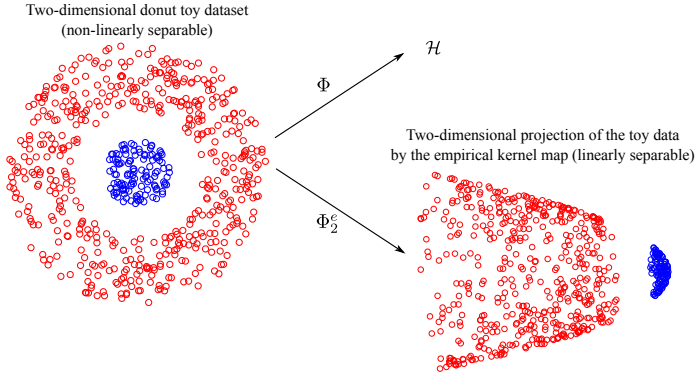 Two-dimensional donut toy dataset
(non-linearly separable)
Φ
ℋ
Two-dimensional projection of the toy data
by the empirical kernel map (linearly separable)
Φ₂ᵉ